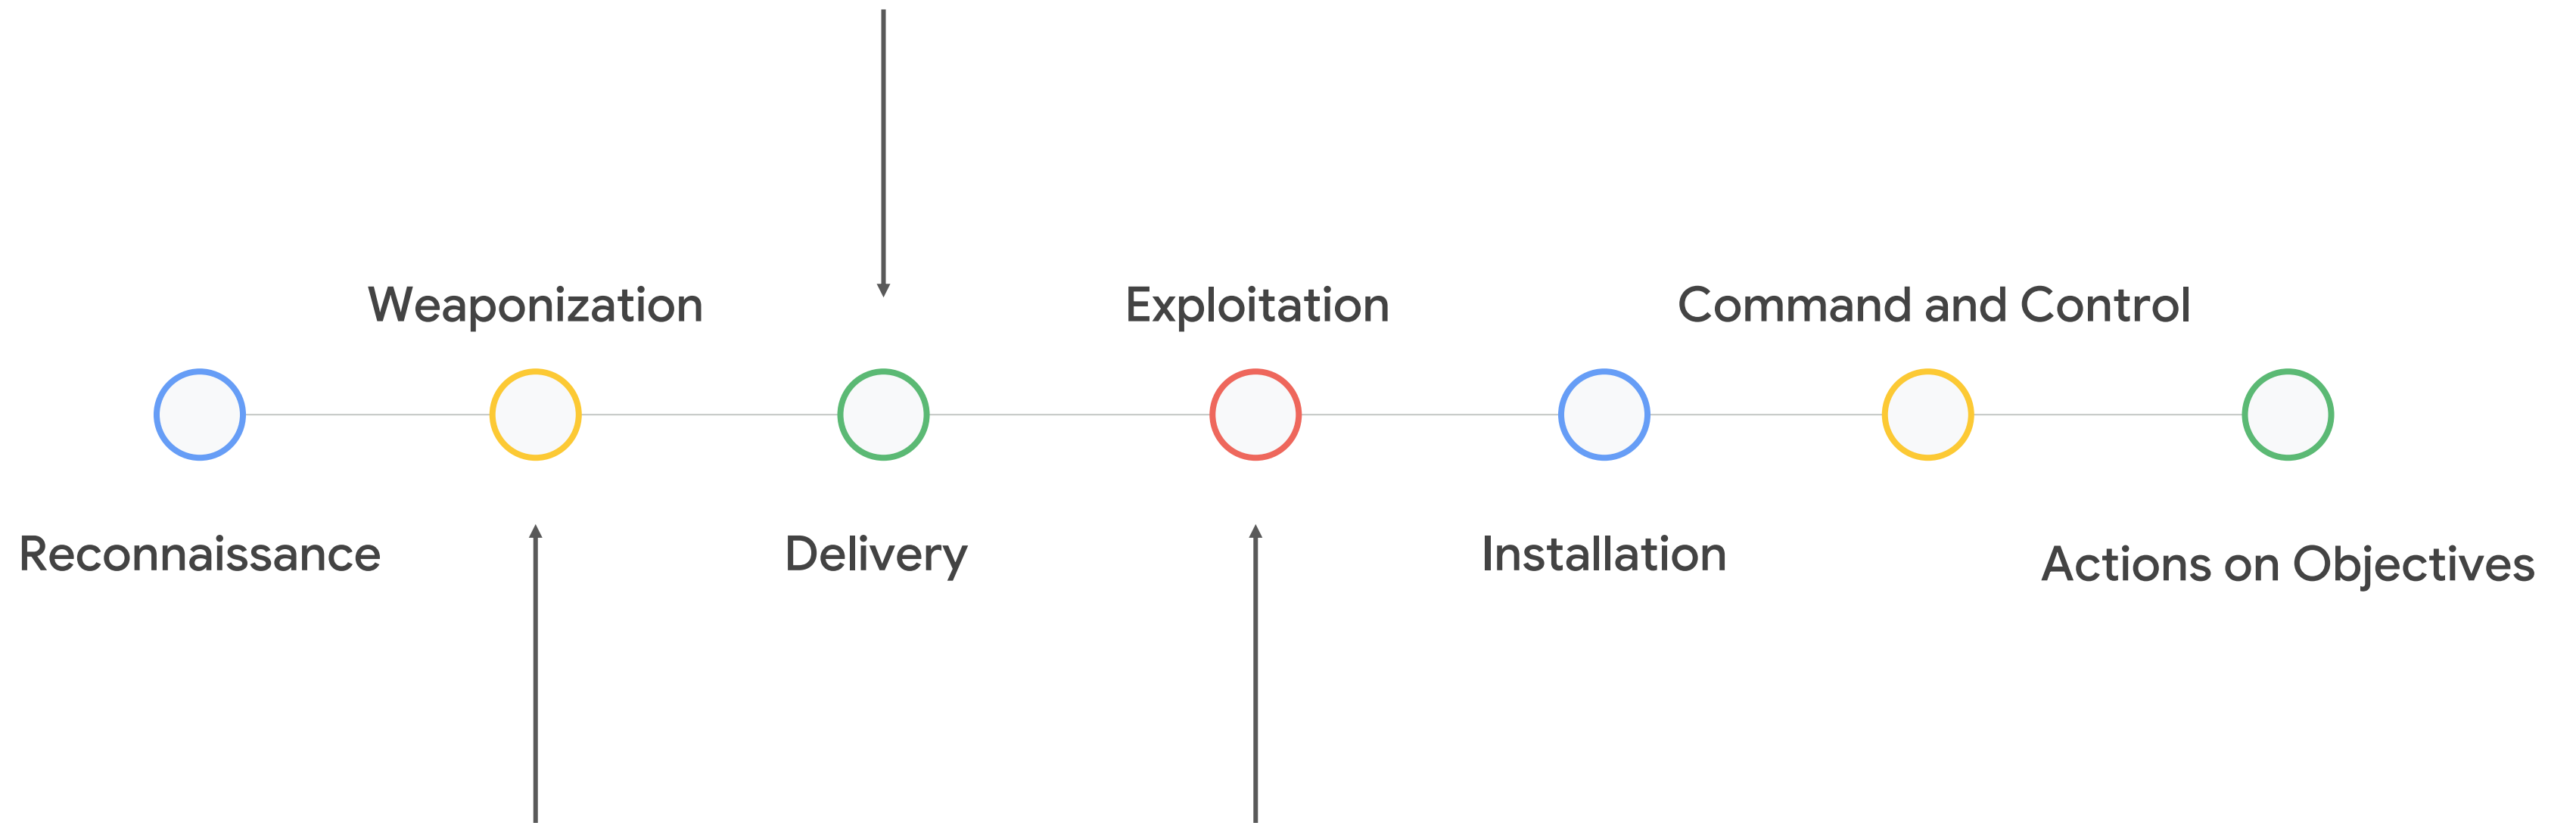 Weaponization
Exploitation
Command and Control
Reconnaissance
Delivery
Installation
Actions on Objectives